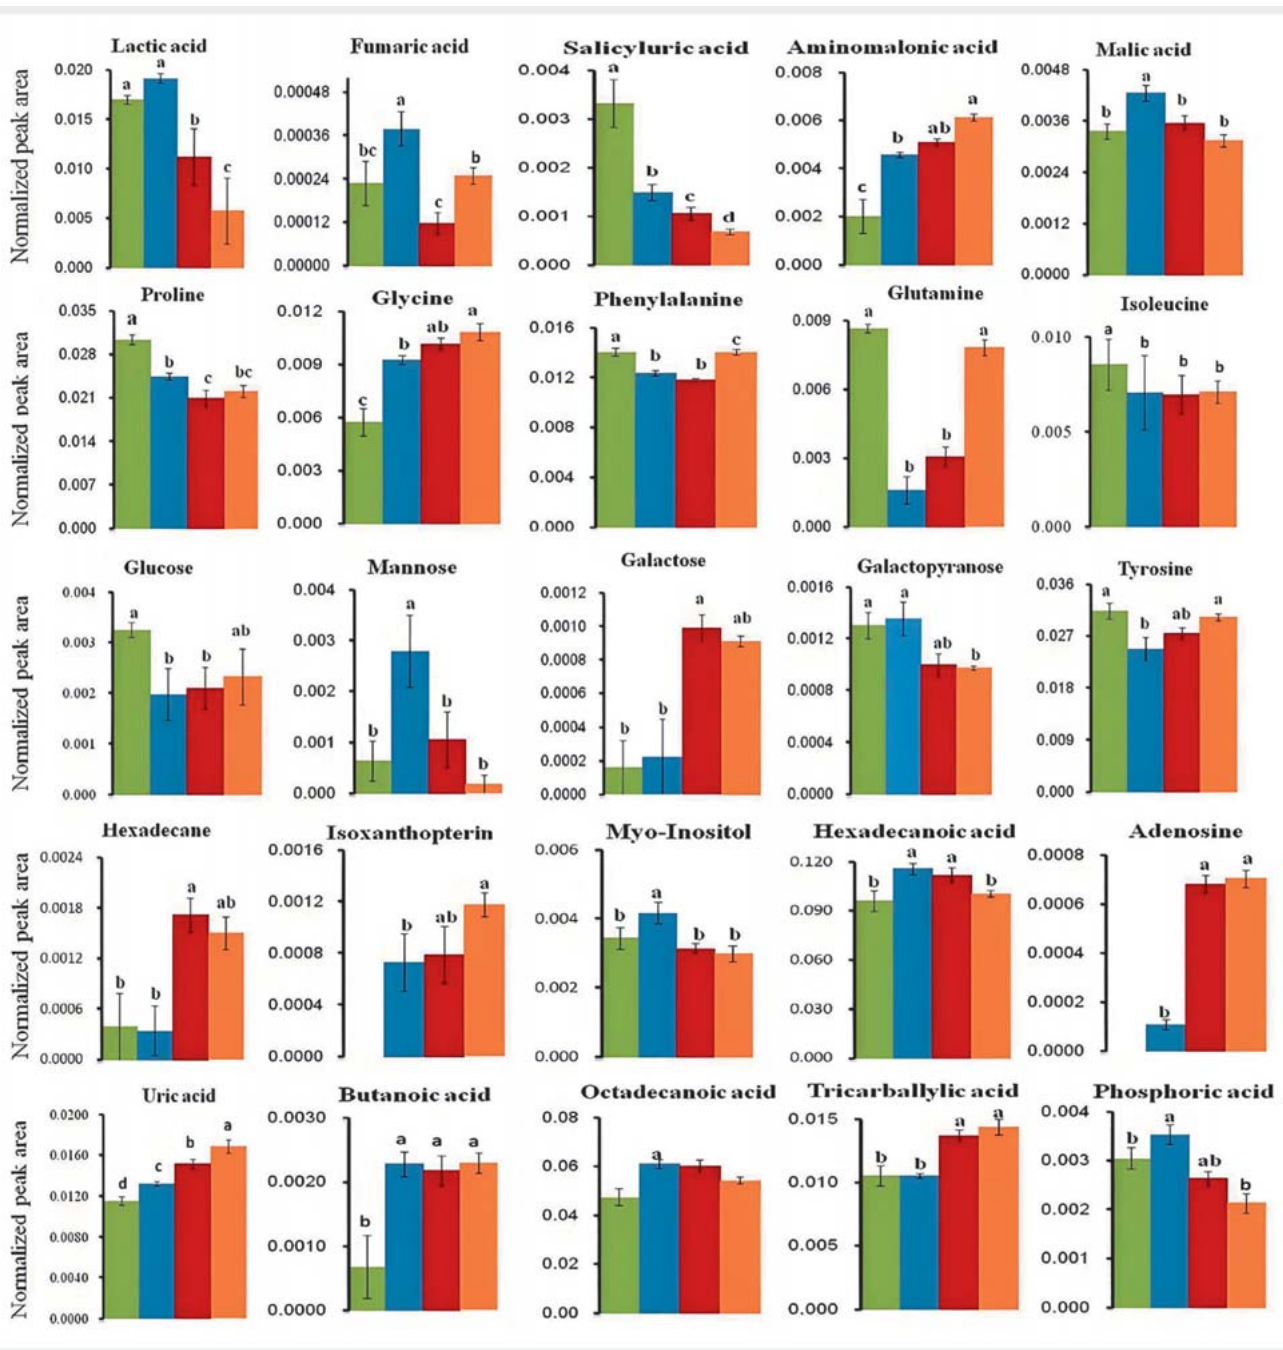 Lactic acid
Fumaric acid
Salicyluric acid
Aminomalonic acid
Malic acid
Normalized peak area
0.020
0.015
0.010
0.005
0.000
a
a
b
c
0.00048
0.00036
0.00024
0.00012
0.00000
bc
a
c
b
0.004
0.003
0.002
0.001
0.000
a
b
c
d
0.008
0.006
0.004
0.002
0.000
c
b
ab
a
0.0048
0.0036
0.0024
0.0012
0.0000
b
a
b
b
Proline
Glycine
Phenylalanine
Glutamine
Isoleucine
Normalized peak area
0.035
0.028
0.021
0.014
0.007
0.000
a
b
c
bc
0.012
0.009
0.006
0.003
0.000
c
b
ab
a
0.016
0.012
0.008
0.004
0.000
a
b
b
c
0.009
0.006
0.003
0.000
a
b
b
a
0.010
0.005
0.000
a
b
b
b
Glucose
Mannose
Galactose
Galactopyranose
Tyrosine
Normalized peak area
0.004
0.003
0.002
0.001
0.000
a
b
b
ab
0.004
0.003
0.002
0.001
0.000
b
a
b
b
0.0012
0.0010
0.0008
0.0006
0.0004
0.0002
0.0000
b
b
a
ab
0.0016
0.0012
0.0008
0.0004
0.0000
a
a
ab
b
0.036
0.027
0.018
0.009
0.000
a
b
ab
a
Hexadecane
Isoxanthopterin
Myo-Inositol
Hexadecanoic acid
Adenosine
Normalized peak area
0.0024
0.0018
0.0012
0.0006
0.0000
b
b
a
ab
0.0016
0.0012
0.0008
0.0004
0.0000
b
ab
a
0.006
0.004
0.002
0.000
b
a
b
b
0.120
0.090
0.060
0.030
0.000
b
a
a
b
0.0008
0.0006
0.0004
0.0002
0.0000
b
a
a
Uric acid
Butanoic acid
Octadecanoic acid
Tricarballylic acid
Phosphoric acid
Normalized peak area
0.0200
0.0160
0.0120
0.0080
0.0040
0.0000
d
c
b
a
0.0030
0.0020
0.0010
0.0000
b
a
a
a
0.08
0.06
0.04
0.02
0.00
a
0.015
0.010
0.005
0.000
b
b
a
a
0.004
0.003
0.002
0.001
0.000
b
a
ab
b